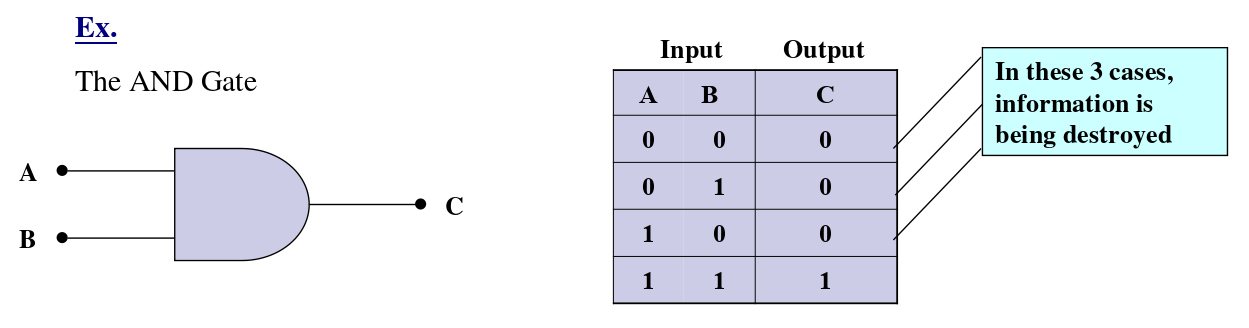 Ex.
The AND Gate
A
B
C
Input Output
A B C
0 0 0
0 1 0
1 0 0
1 1 1
In these 3 cases,
information is
being destroyed